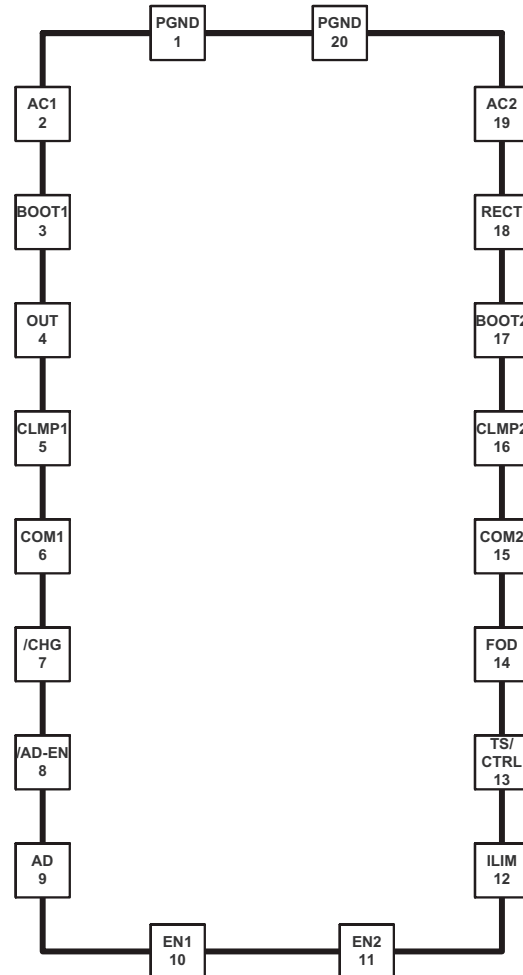 PGND
1
PGND
20
AC1
2
AC2
19
BOOT1
3
RECT
18
OUT
4
BOOT2
17
CLMP1
5
CLMP2
16
COM1
6
COM2
15
/CHG
7
FOD
14
/AD-EN
8
TS/
CTRL
13
AD
9
ILIM
12
EN1
10
EN2
11